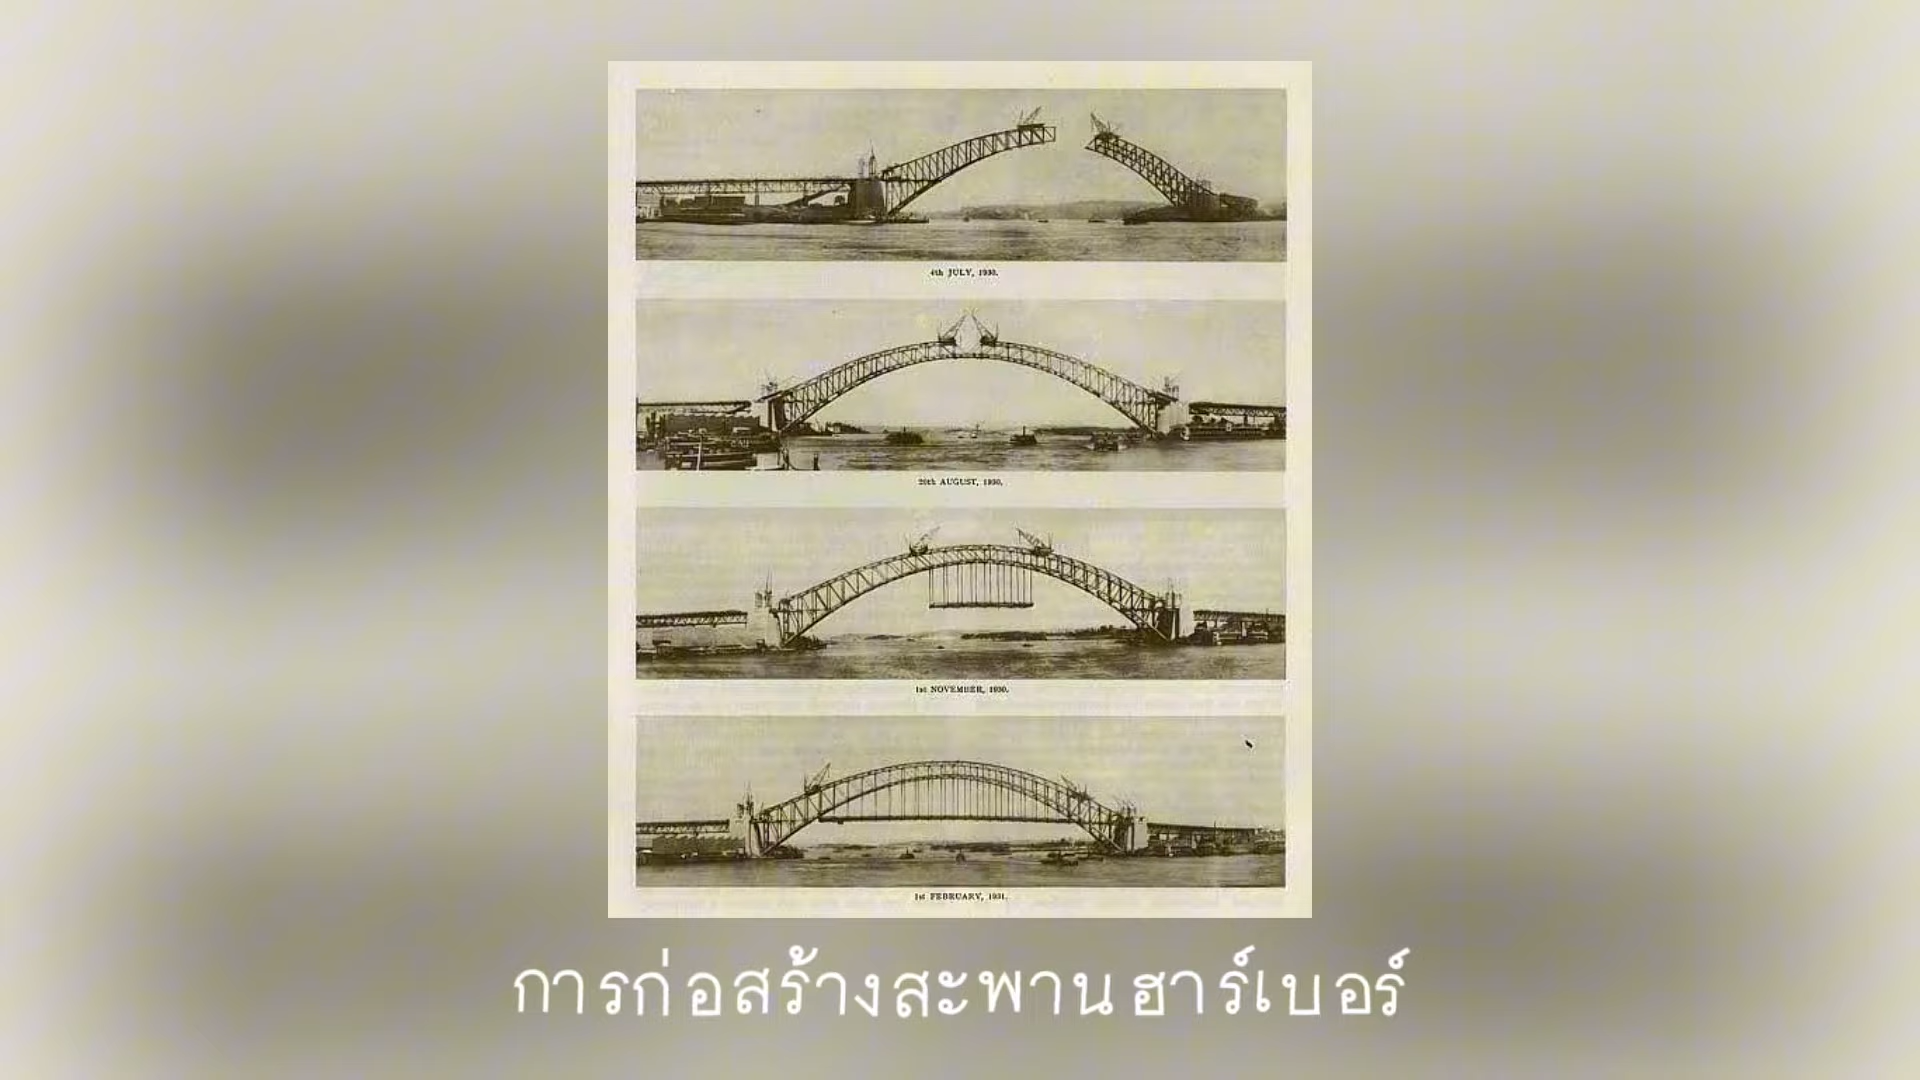 4th JULY, 1930.
20th AUGUST, 1930.
1st NOVEMBER, 1930.
1st FEBRUARY, 1931.
การก่อสร้างสะพานฮาร์เบอร์